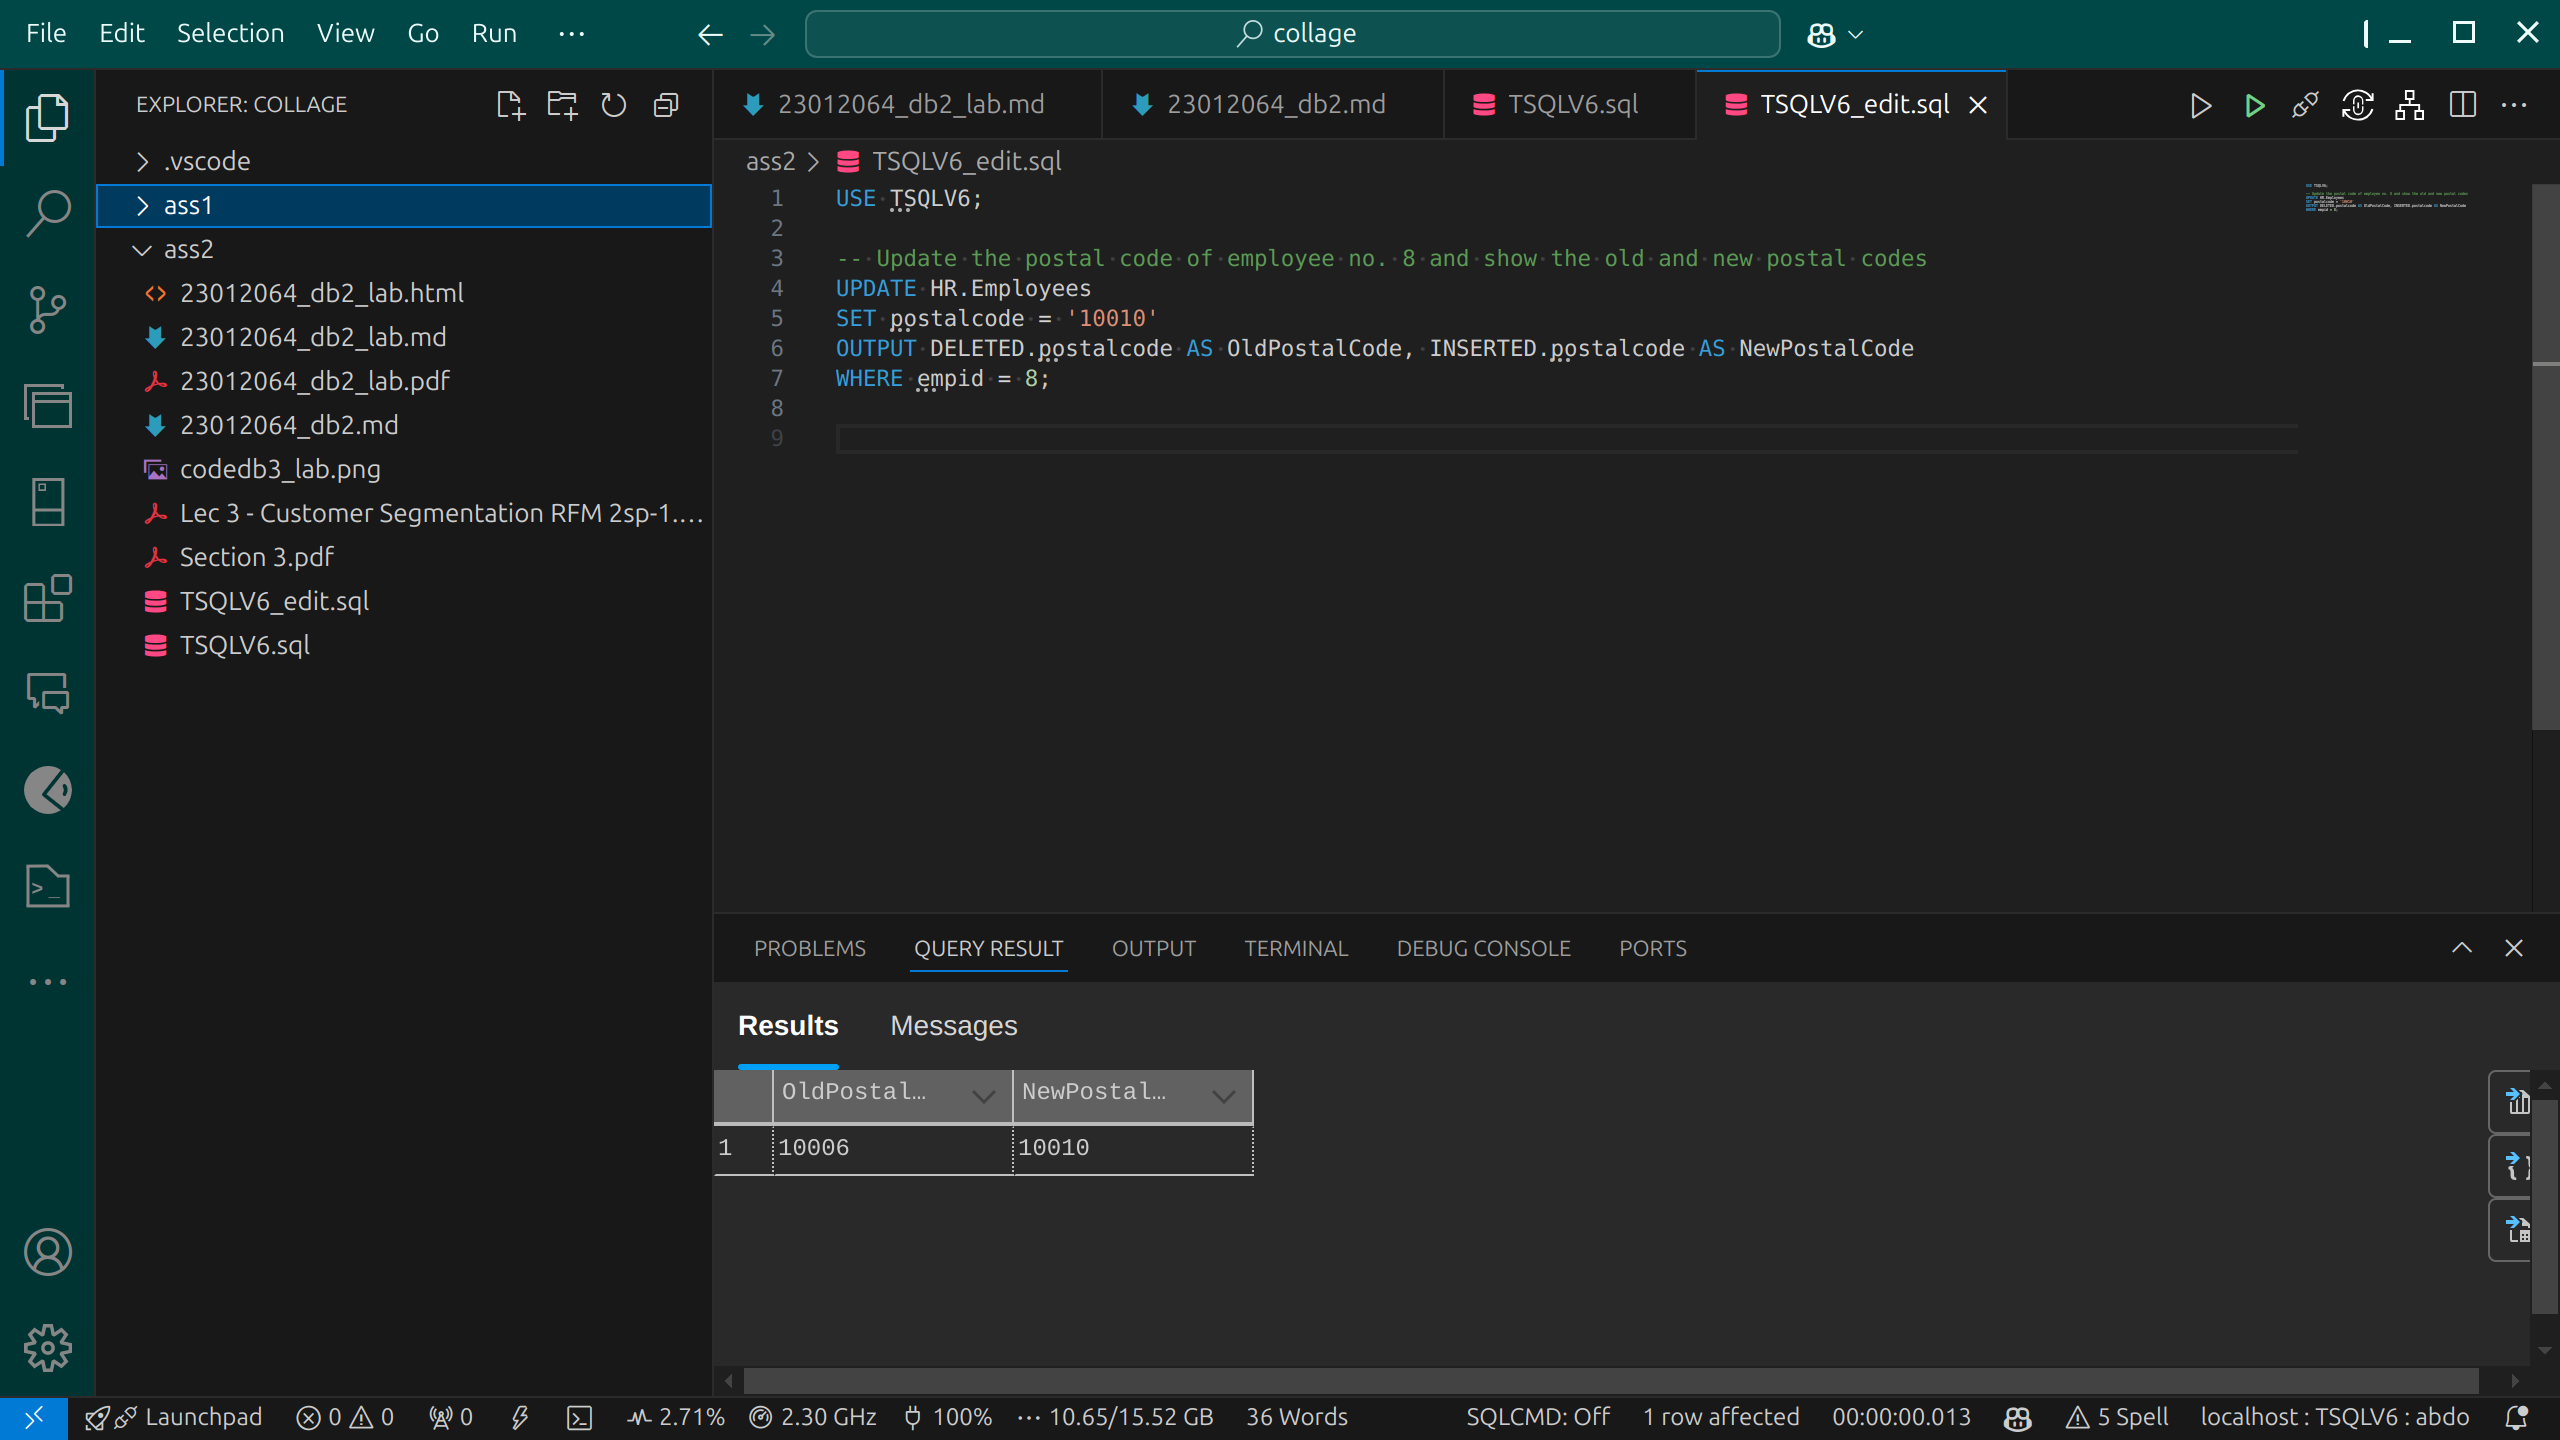 File Edit Selection View Go Run ···
collage
EXPLORER: COLLAGE
.vscode
ass1
ass2
23012064_db2_lab.html
23012064_db2_lab.md
23012064_db2_lab.pdf
23012064_db2.md
codedb3_lab.png
Lec 3 - Customer Segmentation RFM 2sp-1....
Section 3.pdf
TSQLV6_edit.sql
TSQLV6.sql
23012064_db2_lab.md 23012064_db2.md TSQLV6.sql TSQLV6_edit.sql
ass2 > TSQLV6_edit.sql
1 USE TSQLV6;
2
3 -- Update the postal code of employee no. 8 and show the old and new postal codes
4 UPDATE HR.Employees
5 SET postalcode = '10010'
6 OUTPUT DELETED.postalcode AS OldPostalCode, INSERTED.postalcode AS NewPostalCode
7 WHERE empid = 8;
8
9
PROBLEMS QUERY RESULT OUTPUT TERMINAL DEBUG CONSOLE PORTS
Results Messages
OldPostal… NewPostal…
1 10006 10010
Launchpad 0 0 0 2.71% 2.30 GHz 100% ··· 10.65/15.52 GB 36 Words SQLCMD: Off 1 row affected 00:00:00.013 5 Spell localhost : TSQLV6 : abdo